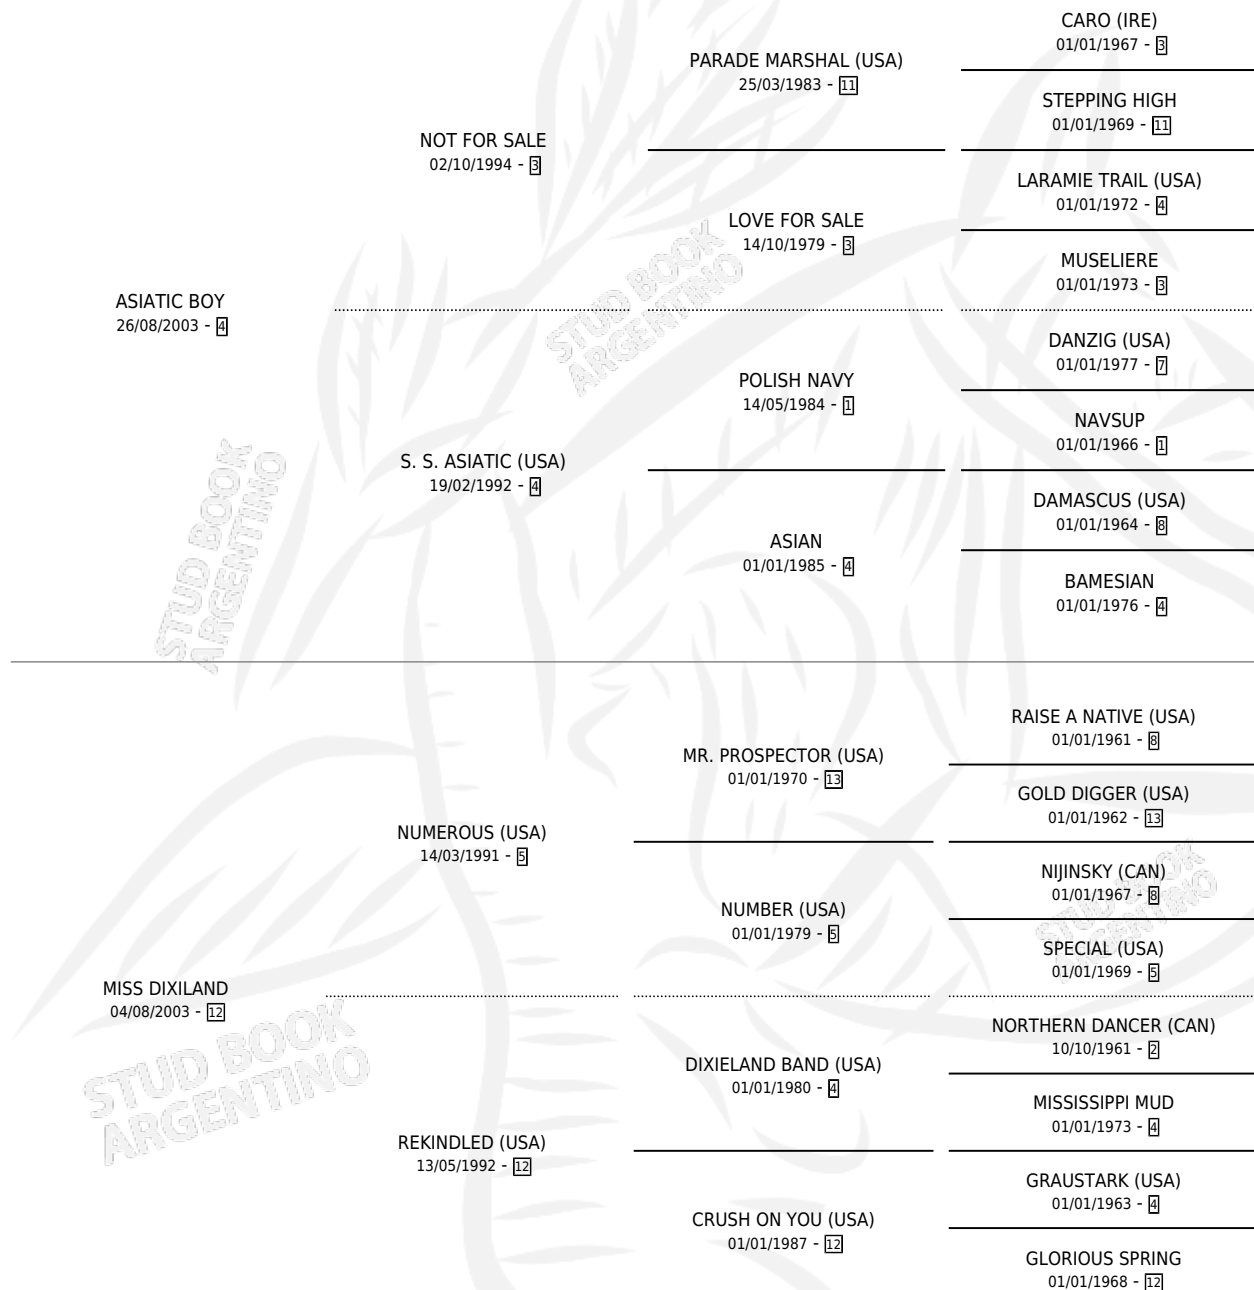 CARO (IRE)
01/01/1967 - 3
PARADE MARSHAL (USA)
25/03/1983 - 11
STEPPING HIGH
01/01/1969 - 11
NOT FOR SALE
02/10/1994 - 3
LARAMIE TRAIL (USA)
01/01/1972 - 4
LOVE FOR SALE
14/10/1979 - 3
MUSELIERE
01/01/1973 - 3
ASIATIC BOY
26/08/2003 - 4
DANZIG (USA)
01/01/1977 - 7
POLISH NAVY
14/05/1984 - 1
NAVSUP
01/01/1966 - 1
S. S. ASIATIC (USA)
19/02/1992 - 4
DAMASCUS (USA)
01/01/1964 - 8
ASIAN
01/01/1985 - 4
BAMESIAN
01/01/1976 - 4
RAISE A NATIVE (USA)
01/01/1961 - 8
MR. PROSPECTOR (USA)
01/01/1970 - 13
GOLD DIGGER (USA)
01/01/1962 - 13
NUMEROUS (USA)
14/03/1991 - 5
NIJINSKY (CAN)
01/01/1967 - 8
NUMBER (USA)
01/01/1979 - 5
SPECIAL (USA)
01/01/1969 - 5
MISS DIXILAND
04/08/2003 - 12
NORTHERN DANCER (CAN)
10/10/1961 - 2
DIXIELAND BAND (USA)
01/01/1980 - 4
MISSISSIPPI MUD
01/01/1973 - 4
REKINDLED (USA)
13/05/1992 - 12
GRAUSTARK (USA)
01/01/1963 - 4
CRUSH ON YOU (USA)
01/01/1987 - 12
GLORIOUS SPRING
01/01/1968 - 12
STUD BOOK
ARGENTINO
STUD BOOK
ARGENTINO
STUD BOOK
ARGENTINO
STUD BOOK
ARGENTINO